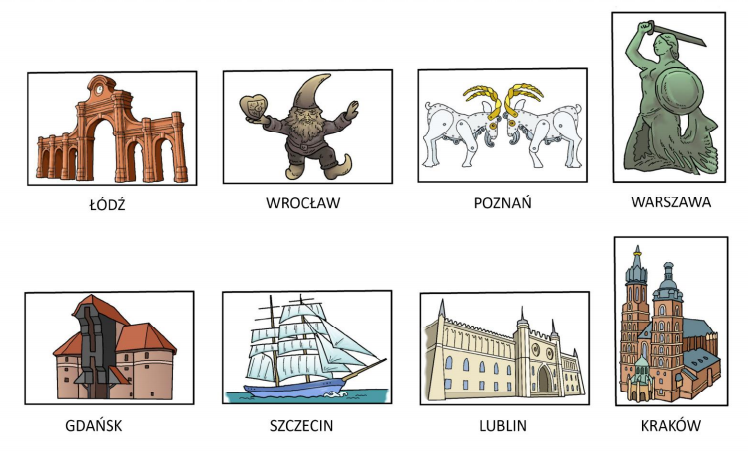 ŁÓDŹ
WROCŁAW
POZNAŃ
WARSZAWA
GDAŃSK
SZCZECIN
LUBLIN
KRAKÓW